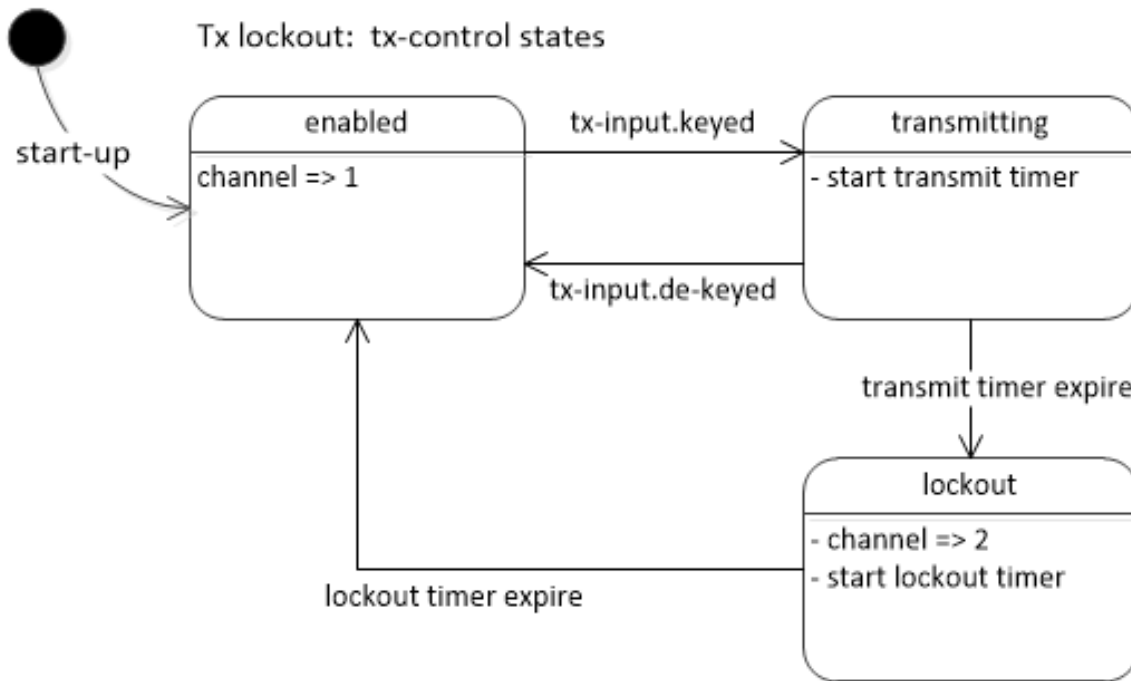 Tx lockout:  tx-control states
start-up
enabled
channel => 1
tx-input.keyed
transmitting
- start transmit timer
tx-input.de-keyed
transmit timer expire
lockout
- channel => 2
- start lockout timer
lockout timer expire